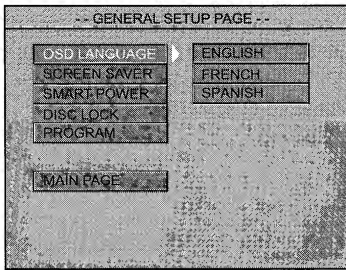 - - GENERAL SETUP PAGE - -
OSD LANGUAGE
SCREEN SAVER
SMART POWER
DISC LOCK
PROGRAM
MAIN PAGE
ENGLISH
FRENCH
SPANISH